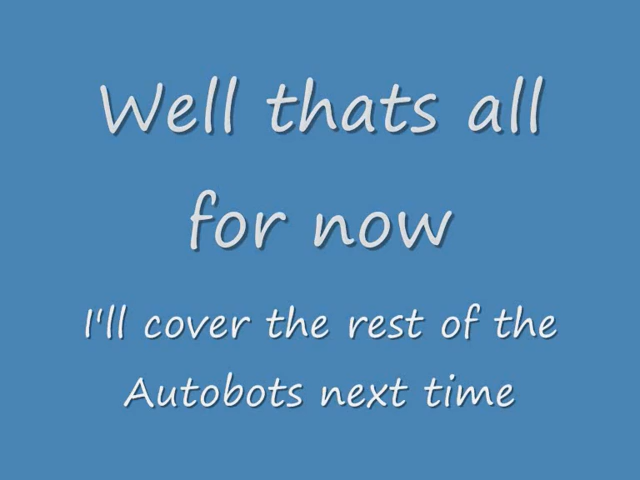 Well thats all
for now
I'll cover the rest of the
Autobots next time